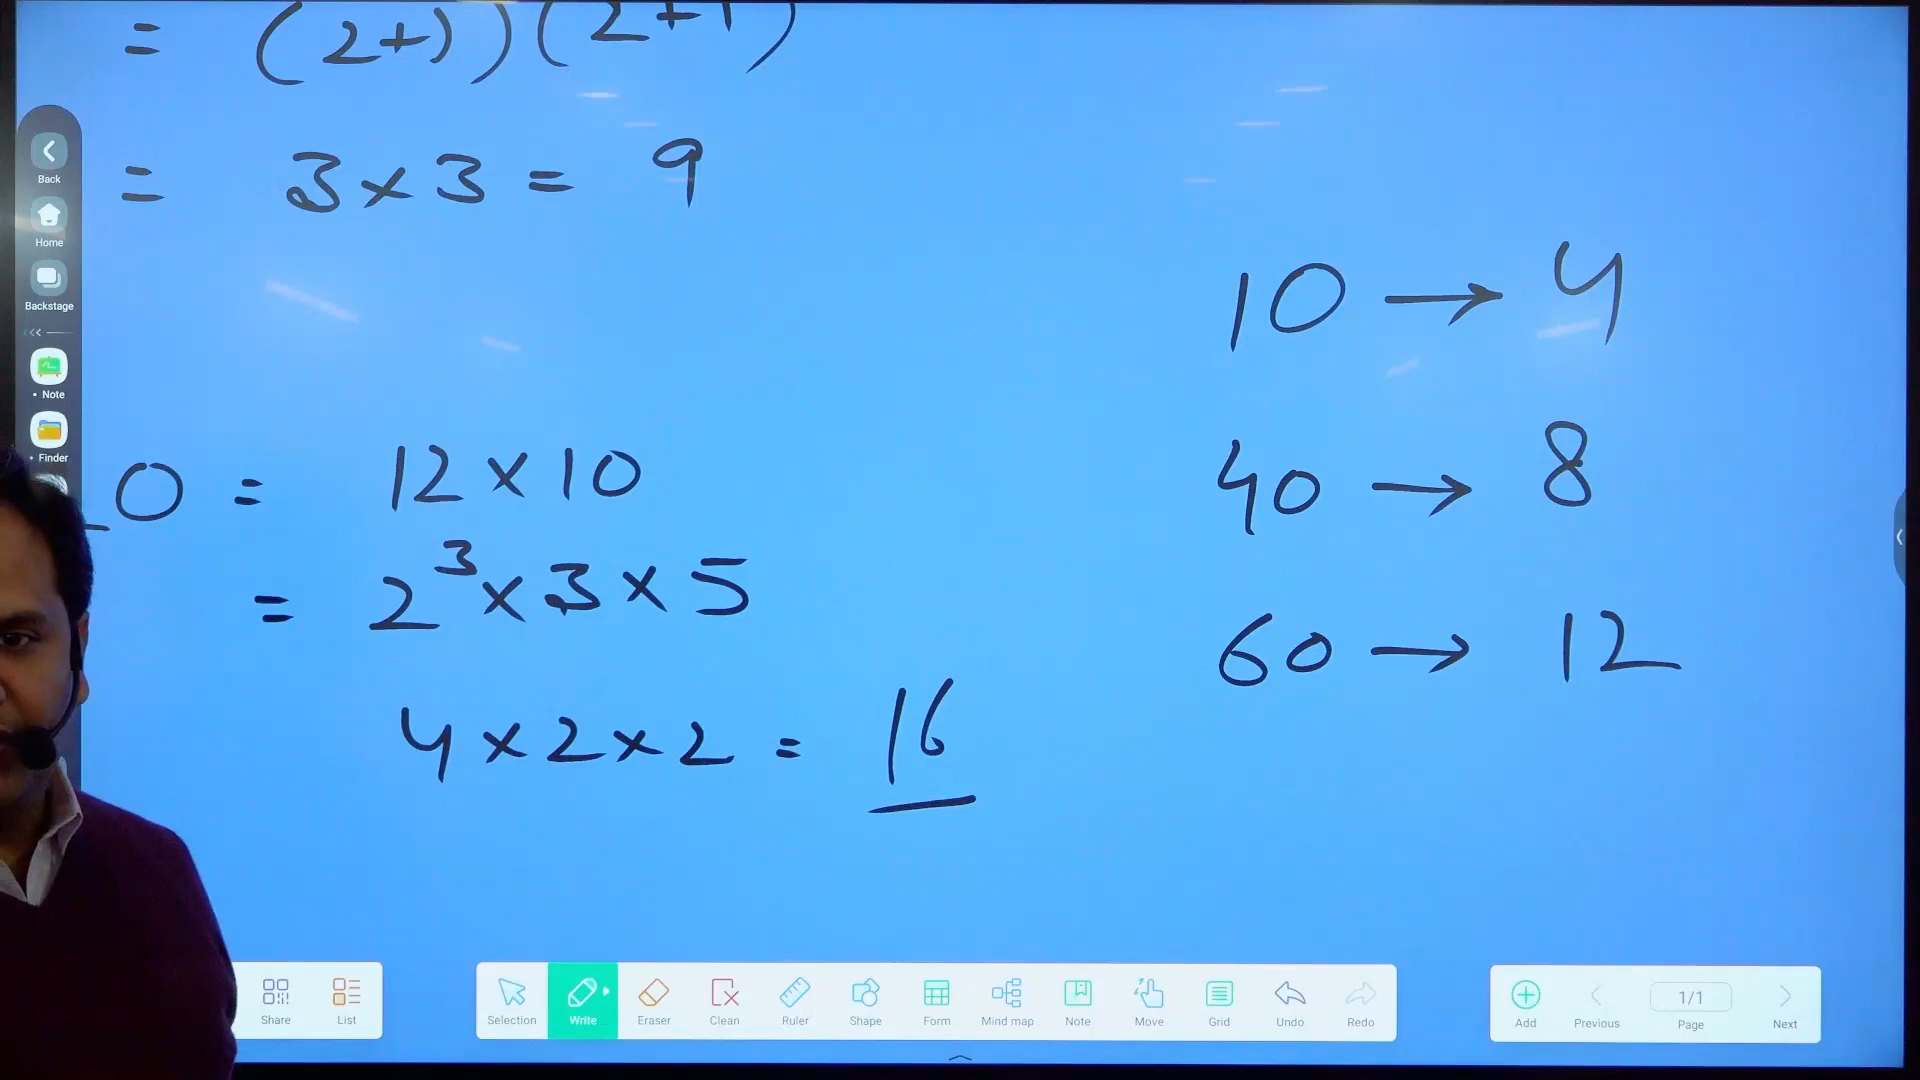 = (2+1)(2+1)
= 3×3 = 9
10 → 4
40 → 8
60 → 12
20 = 12×10
= 2³×3×5
4×2×2 = 16
Back
Home
Backstage
Note
Finder
Share
List
Selection
Write
Eraser
Clean
Ruler
Shape
Form
Mind map
Note
Move
Grid
Undo
Redo
Add
Previous
1/1
Page
Next